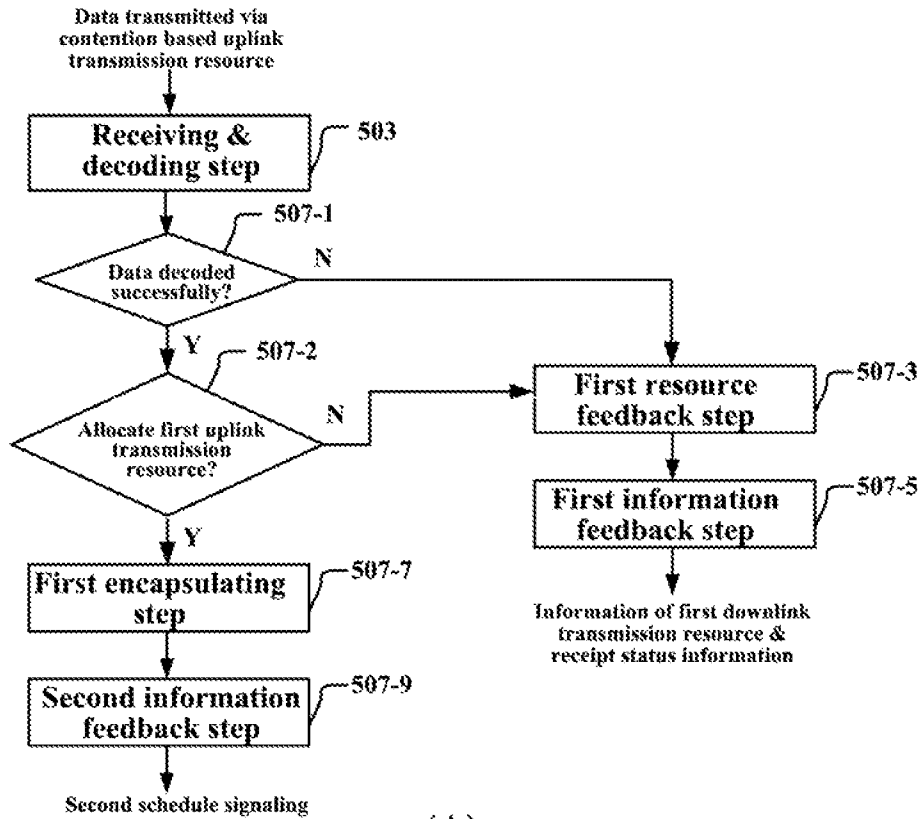 Data transmitted via
contention based uplink
transmission resource
Receiving &
decoding step
503
507-1
Data decoded
successfully?
N
Y
507-2
Allocate first uplink
transmission
resource?
N
Y
First resource
feedback step
507-3
First information
feedback step
507-5
Information of first downlink
transmission resource &
receipt status information
First encapsulating
step
507-7
Second information
feedback step
507-9
Second schedule signaling